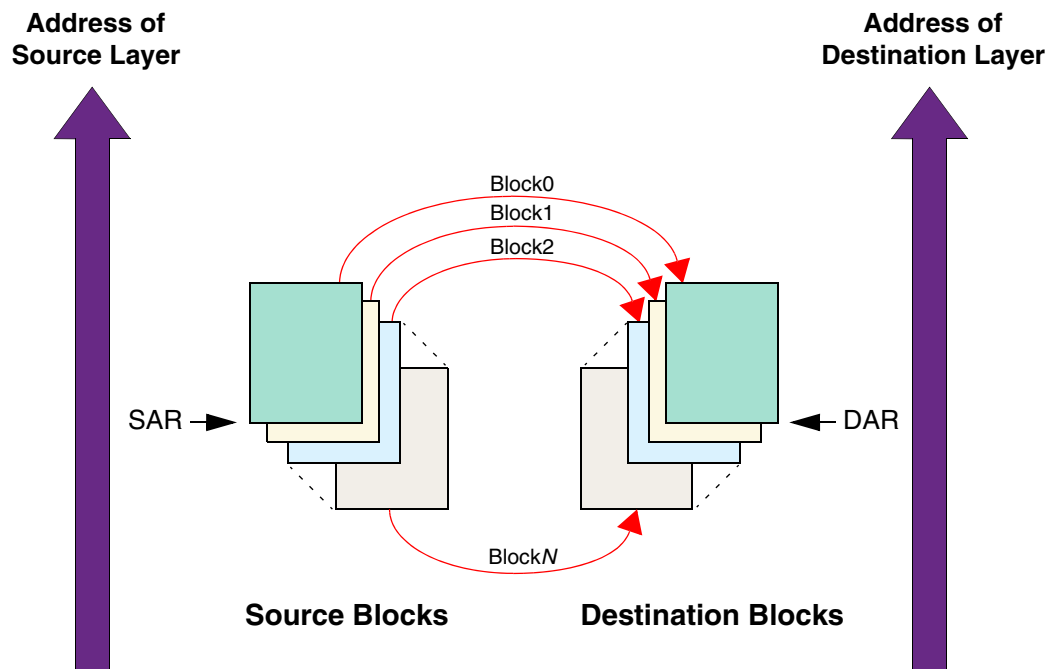 Address of
Source Layer
Address of
Destination Layer
Block0
Block1
Block2
SAR
DAR
BlockN
Source Blocks
Destination Blocks